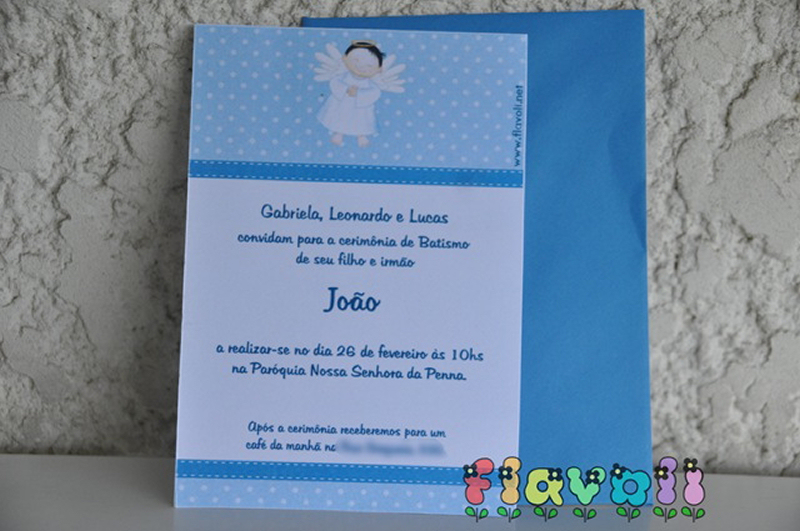 www.flavoli.net
Gabriela, Leonardo e Lucas
convidam para a cerimônia de Batismo
de seu filho e irmão
João
a realizar-se no dia 26 de fevereiro às 10hs
na Paróquia Nossa Senhora da Penna.
Após a cerimônia receberemos para um
café da manhã na
flavoli